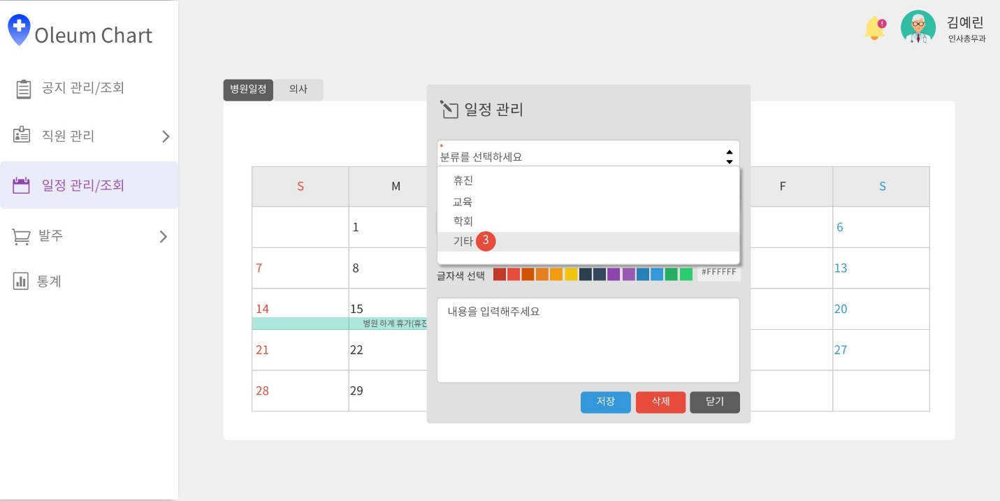 Oleum Chart
김예린
인사총무과
공지 관리/조회
직원 관리
일정 관리/조회
발주
통계
병원일정
의사
일정 관리
*
분류를 선택하세요
휴진
교육
학회
기타 3
글자색 선택
#FFFFFF
내용을 입력해주세요
저장 삭제 닫기
S M F S
1 6
7 8 13
14 15 20
병원 하계 휴가(휴진
21 22 27
28 29